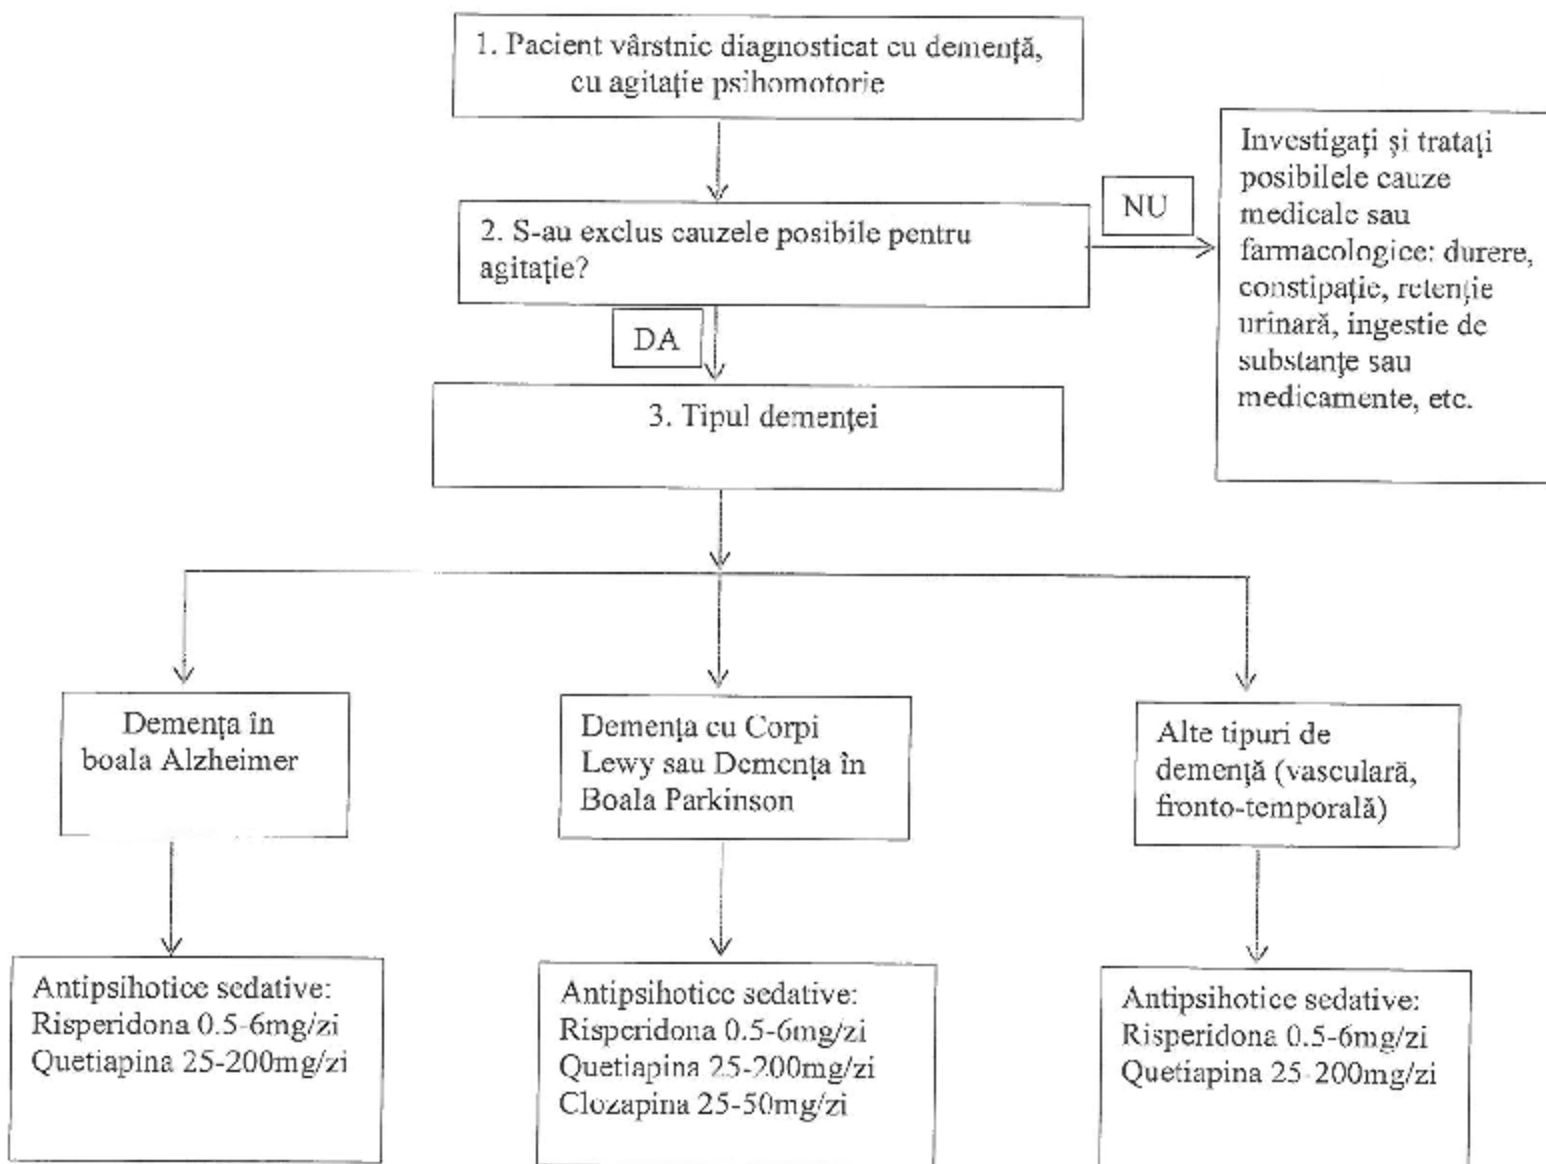 1. Pacient vârstnic diagnosticat cu demență,
cu agitație psihomotorie
2. S-au exclus cauzele posibile pentru
agitație?
NU
Investigați și tratați
posibilele cauze
medicale sau
farmacologice: durere,
constipație, retenție
urinară, ingestie de
substanțe sau
medicamente, etc.
DA
3. Tipul demenței
Demența în
boala Alzheimer
Demența cu Corpi
Lewy sau Demența în
Boala Parkinson
Alte tipuri de
demență (vasculară,
fronto-temporală)
Antipsihotice sedative:
Risperidona 0.5-6mg/zi
Quetiapina 25-200mg/zi
Antipsihotice sedative:
Risperidona 0.5-6mg/zi
Quetiapina 25-200mg/zi
Clozapina 25-50mg/zi
Antipsihotice sedative:
Risperidona 0.5-6mg/zi
Quetiapina 25-200mg/zi